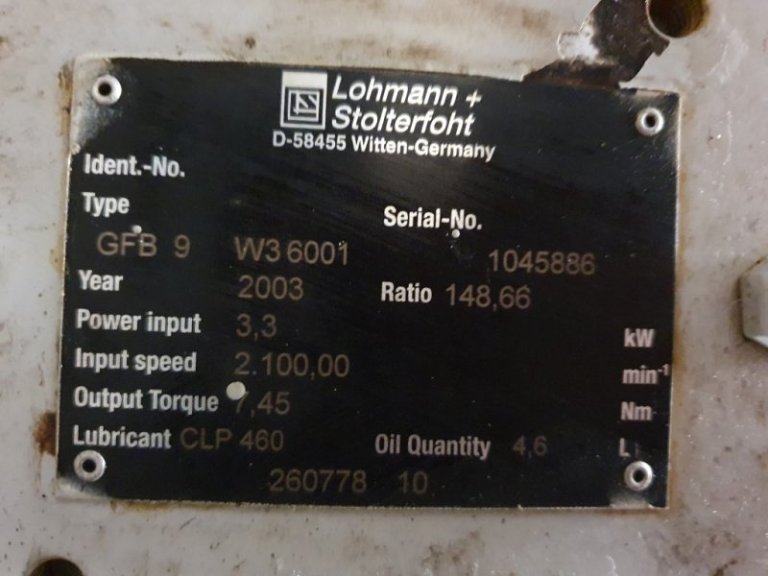 Lohmann +
Stolterfoht
D-58455 Witten-Germany
Ident.-No.
Type Serial-No.
GFB 9 W3 6001 1045886
Year 2003 Ratio 148,66
Power input 3,3 kW
Input speed 2.100,00 min⁻¹
Output Torque 7,45 Nm
Lubricant CLP 460 Oil Quantity 4,6 L
260778 10